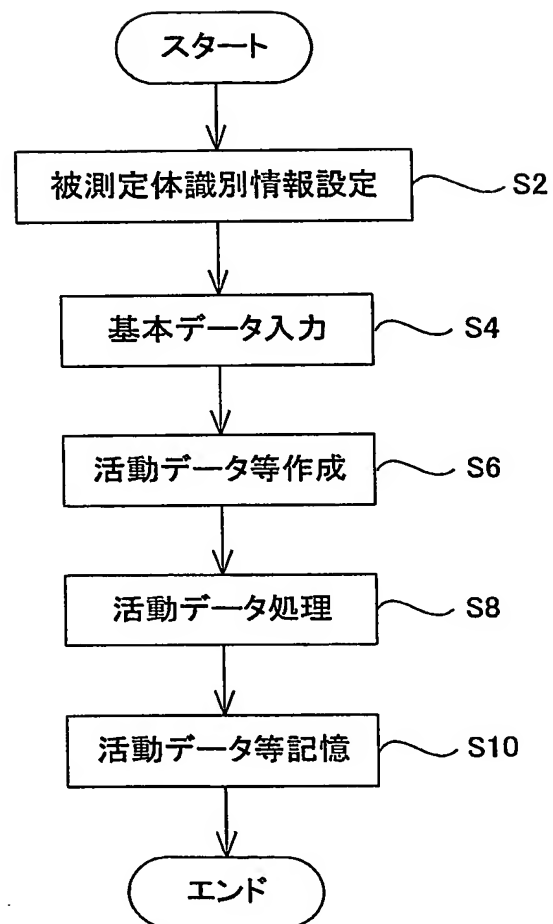 スタート
被測定体識別情報設定 S2
基本データ入力 S4
活動データ等作成 S6
活動データ処理 S8
活動データ等記憶 S10
エンド